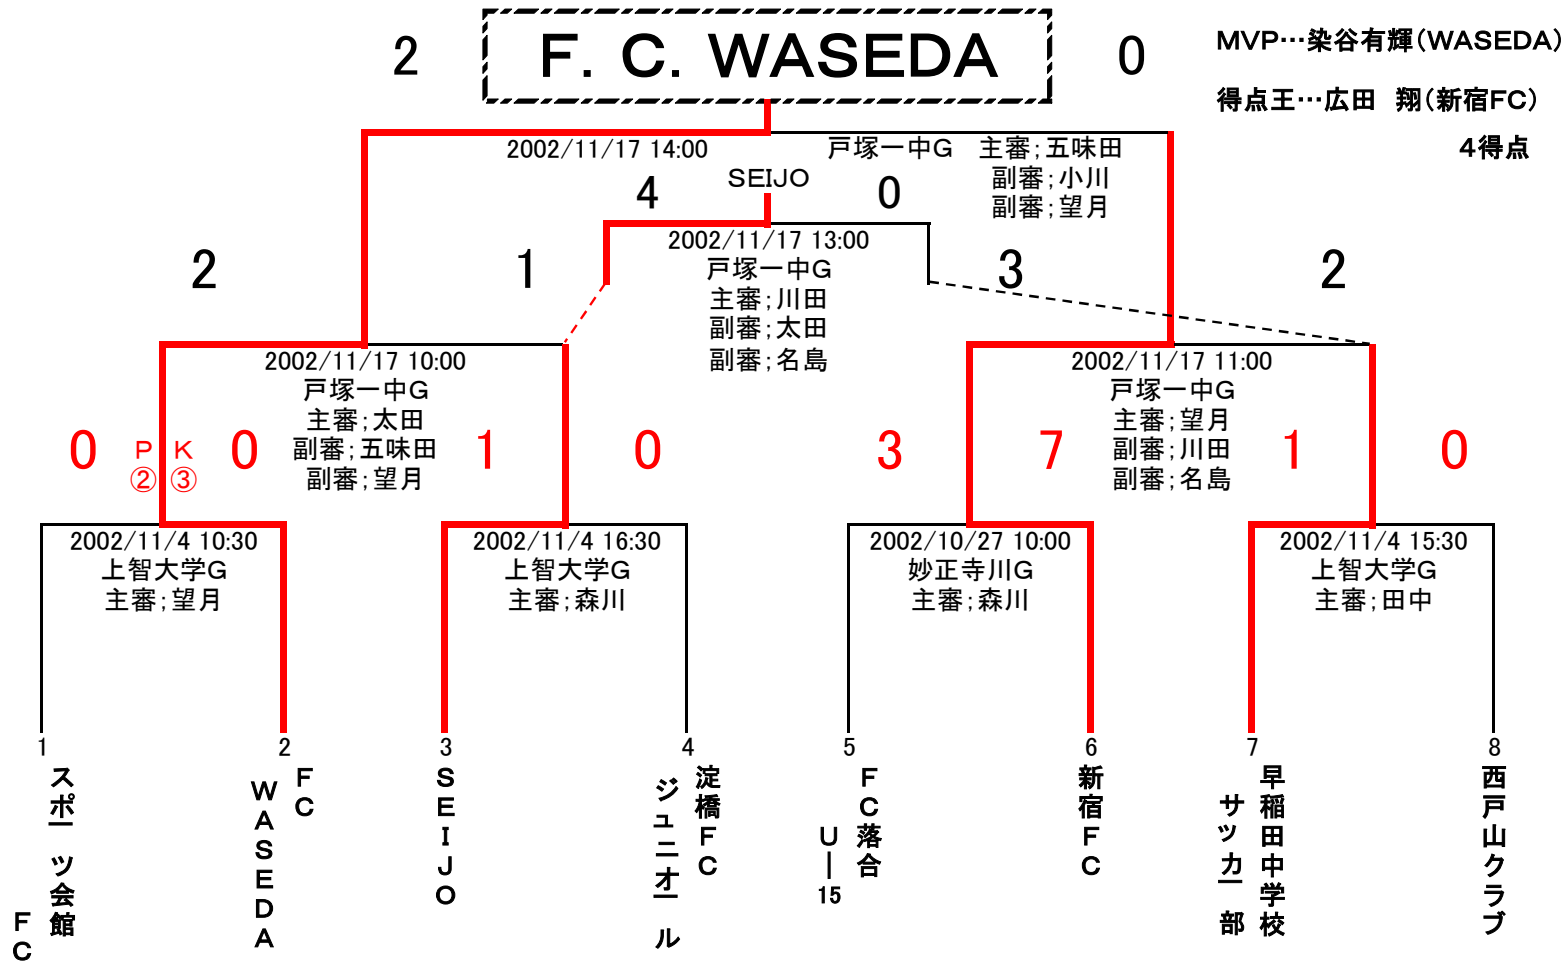 2
F. C. WASEDA
0
MVP…染谷有輝(WASEDA)
得点王…広田　翔(新宿FC)
4得点
2002/11/17 14:00
戸塚一中G　主審;五味田
副審;小川
副審;望月
4
SEIJO
0
2002/11/17 13:00
戸塚一中G
主審;川田
副審;太田
副審;名島
2
1
3
2
2002/11/17 10:00
戸塚一中G
主審;太田
副審;五味田
副審;望月
2002/11/17 11:00
戸塚一中G
主審;望月
副審;川田
副審;名島
0
PK
②③
0
1
0
3
7
1
0
2002/11/4 10:30
上智大学G
主審;望月
2002/11/4 16:30
上智大学G
主審;森川
2002/10/27 10:00
妙正寺川G
主審;森川
2002/11/4 15:30
上智大学G
主審;田中
1
スポーツ会館
FC
2
FC
WASEDA
3
SEIJO
4
淀橋FC
ジュニオール
5
FC落合
U―15
6
新宿FC
7
早稲田中学校
サッカー部
8
西戸山クラブ